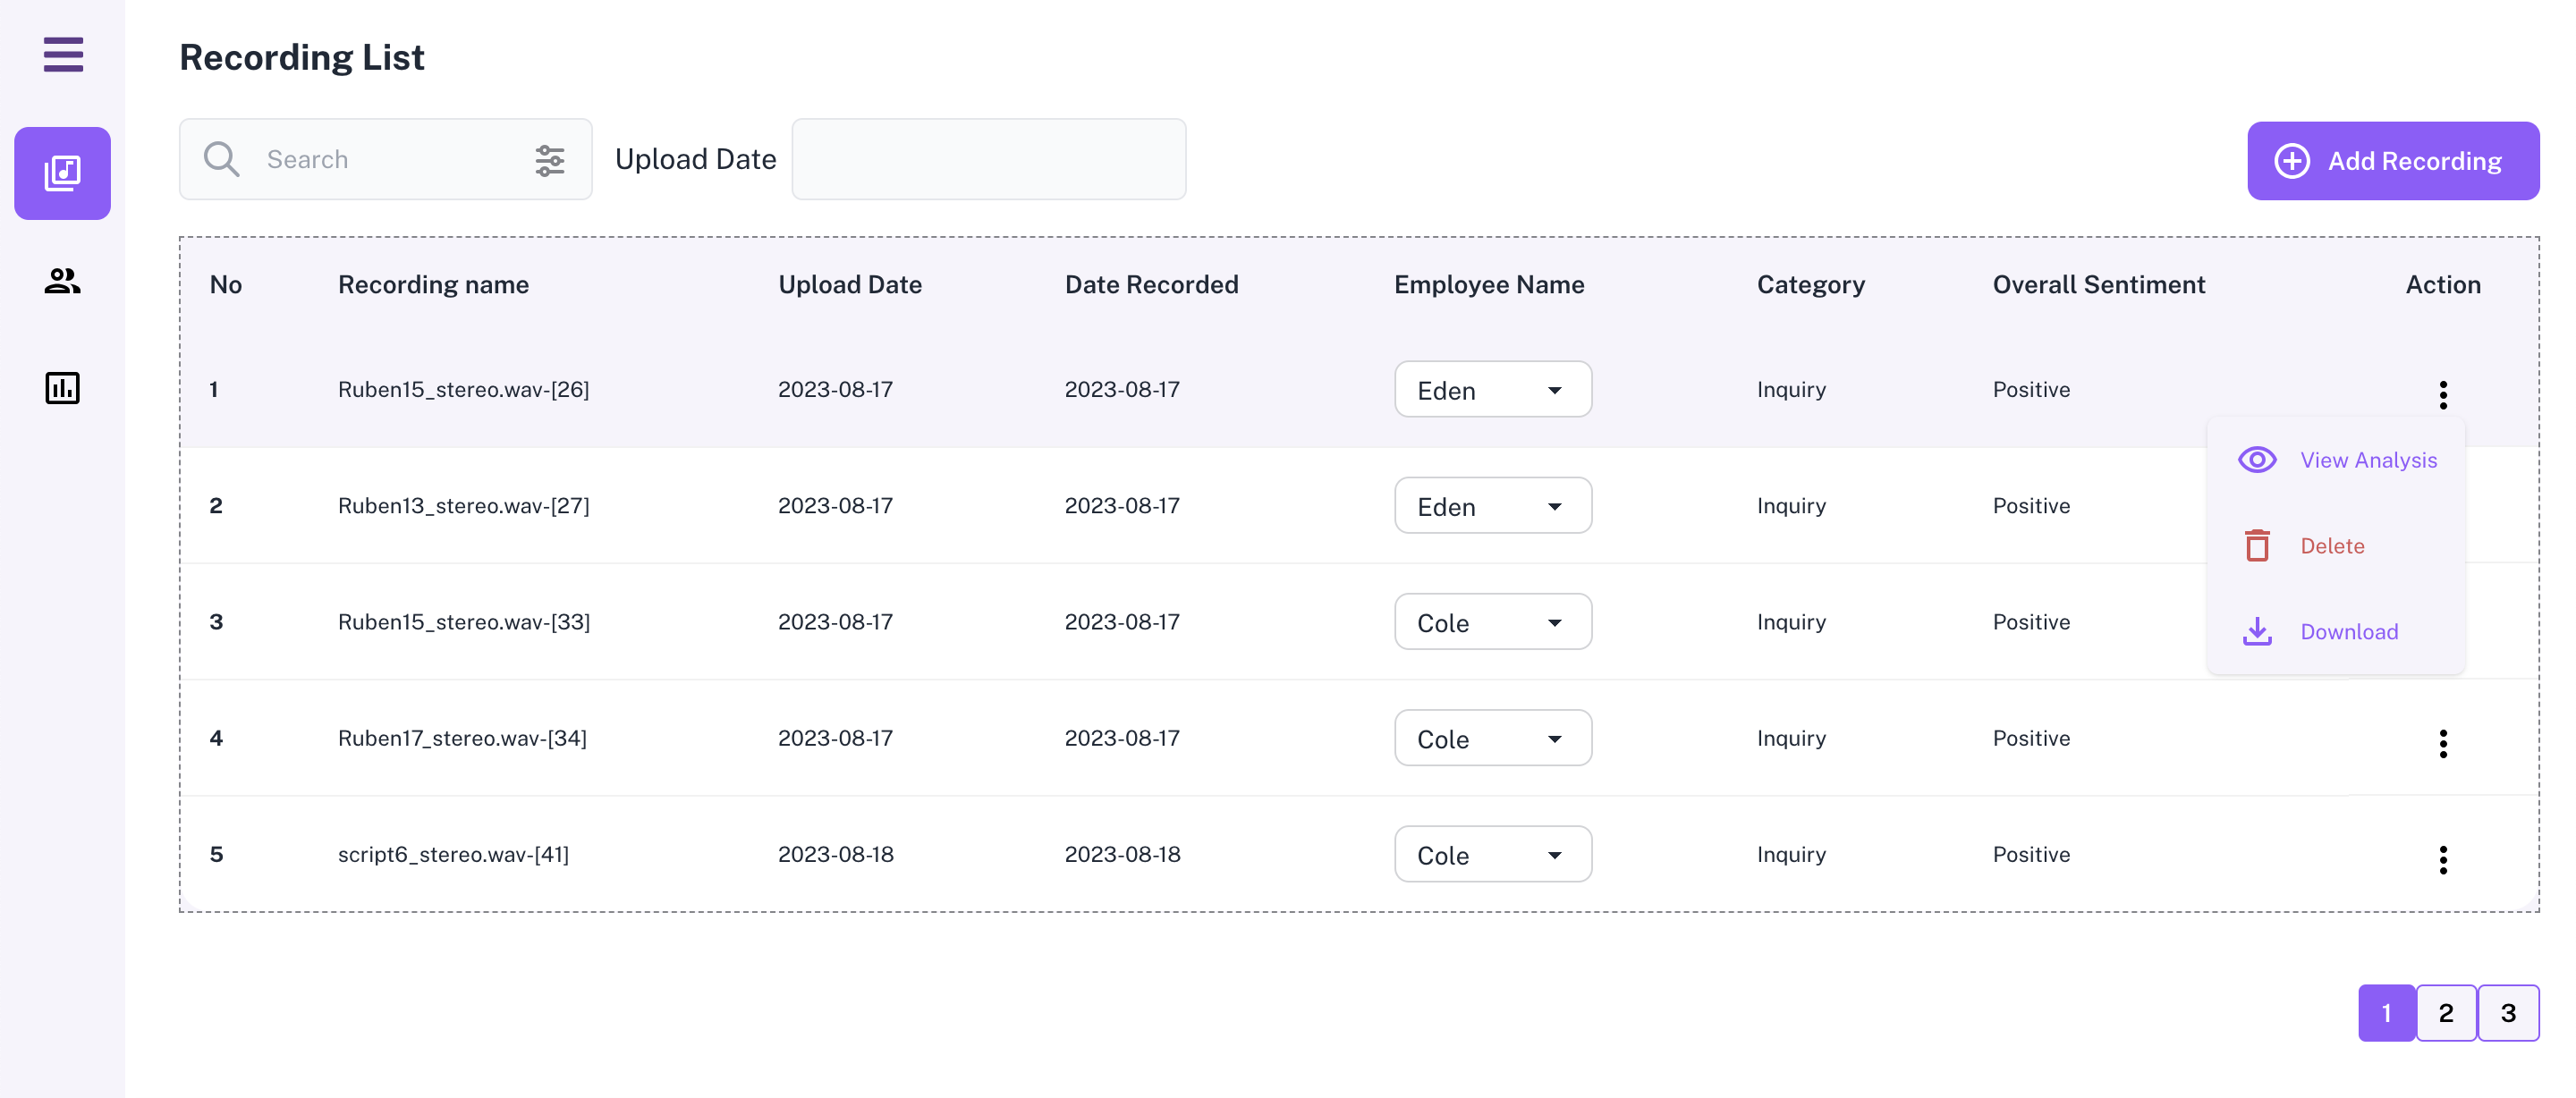 Recording List
Search
Upload Date
Add Recording
No Recording name Upload Date Date Recorded Employee Name Category Overall Sentiment Action
1 Ruben15_stereo.wav-[26] 2023-08-17 2023-08-17 Eden Inquiry Positive
View Analysis
2 Ruben13_stereo.wav-[27] 2023-08-17 2023-08-17 Eden Inquiry Positive
Delete
3 Ruben15_stereo.wav-[33] 2023-08-17 2023-08-17 Cole Inquiry Positive
Download
4 Ruben17_stereo.wav-[34] 2023-08-17 2023-08-17 Cole Inquiry Positive
5 script6_stereo.wav-[41] 2023-08-18 2023-08-18 Cole Inquiry Positive
1 2 3